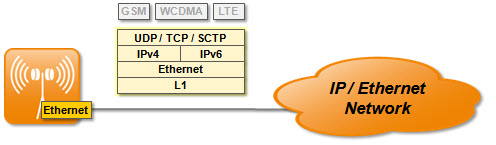 GSM WCDMA LTE
UDP / TCP / SCTP
IPv4 IPv6
Ethernet
L1
Ethernet
IP / Ethernet
Network